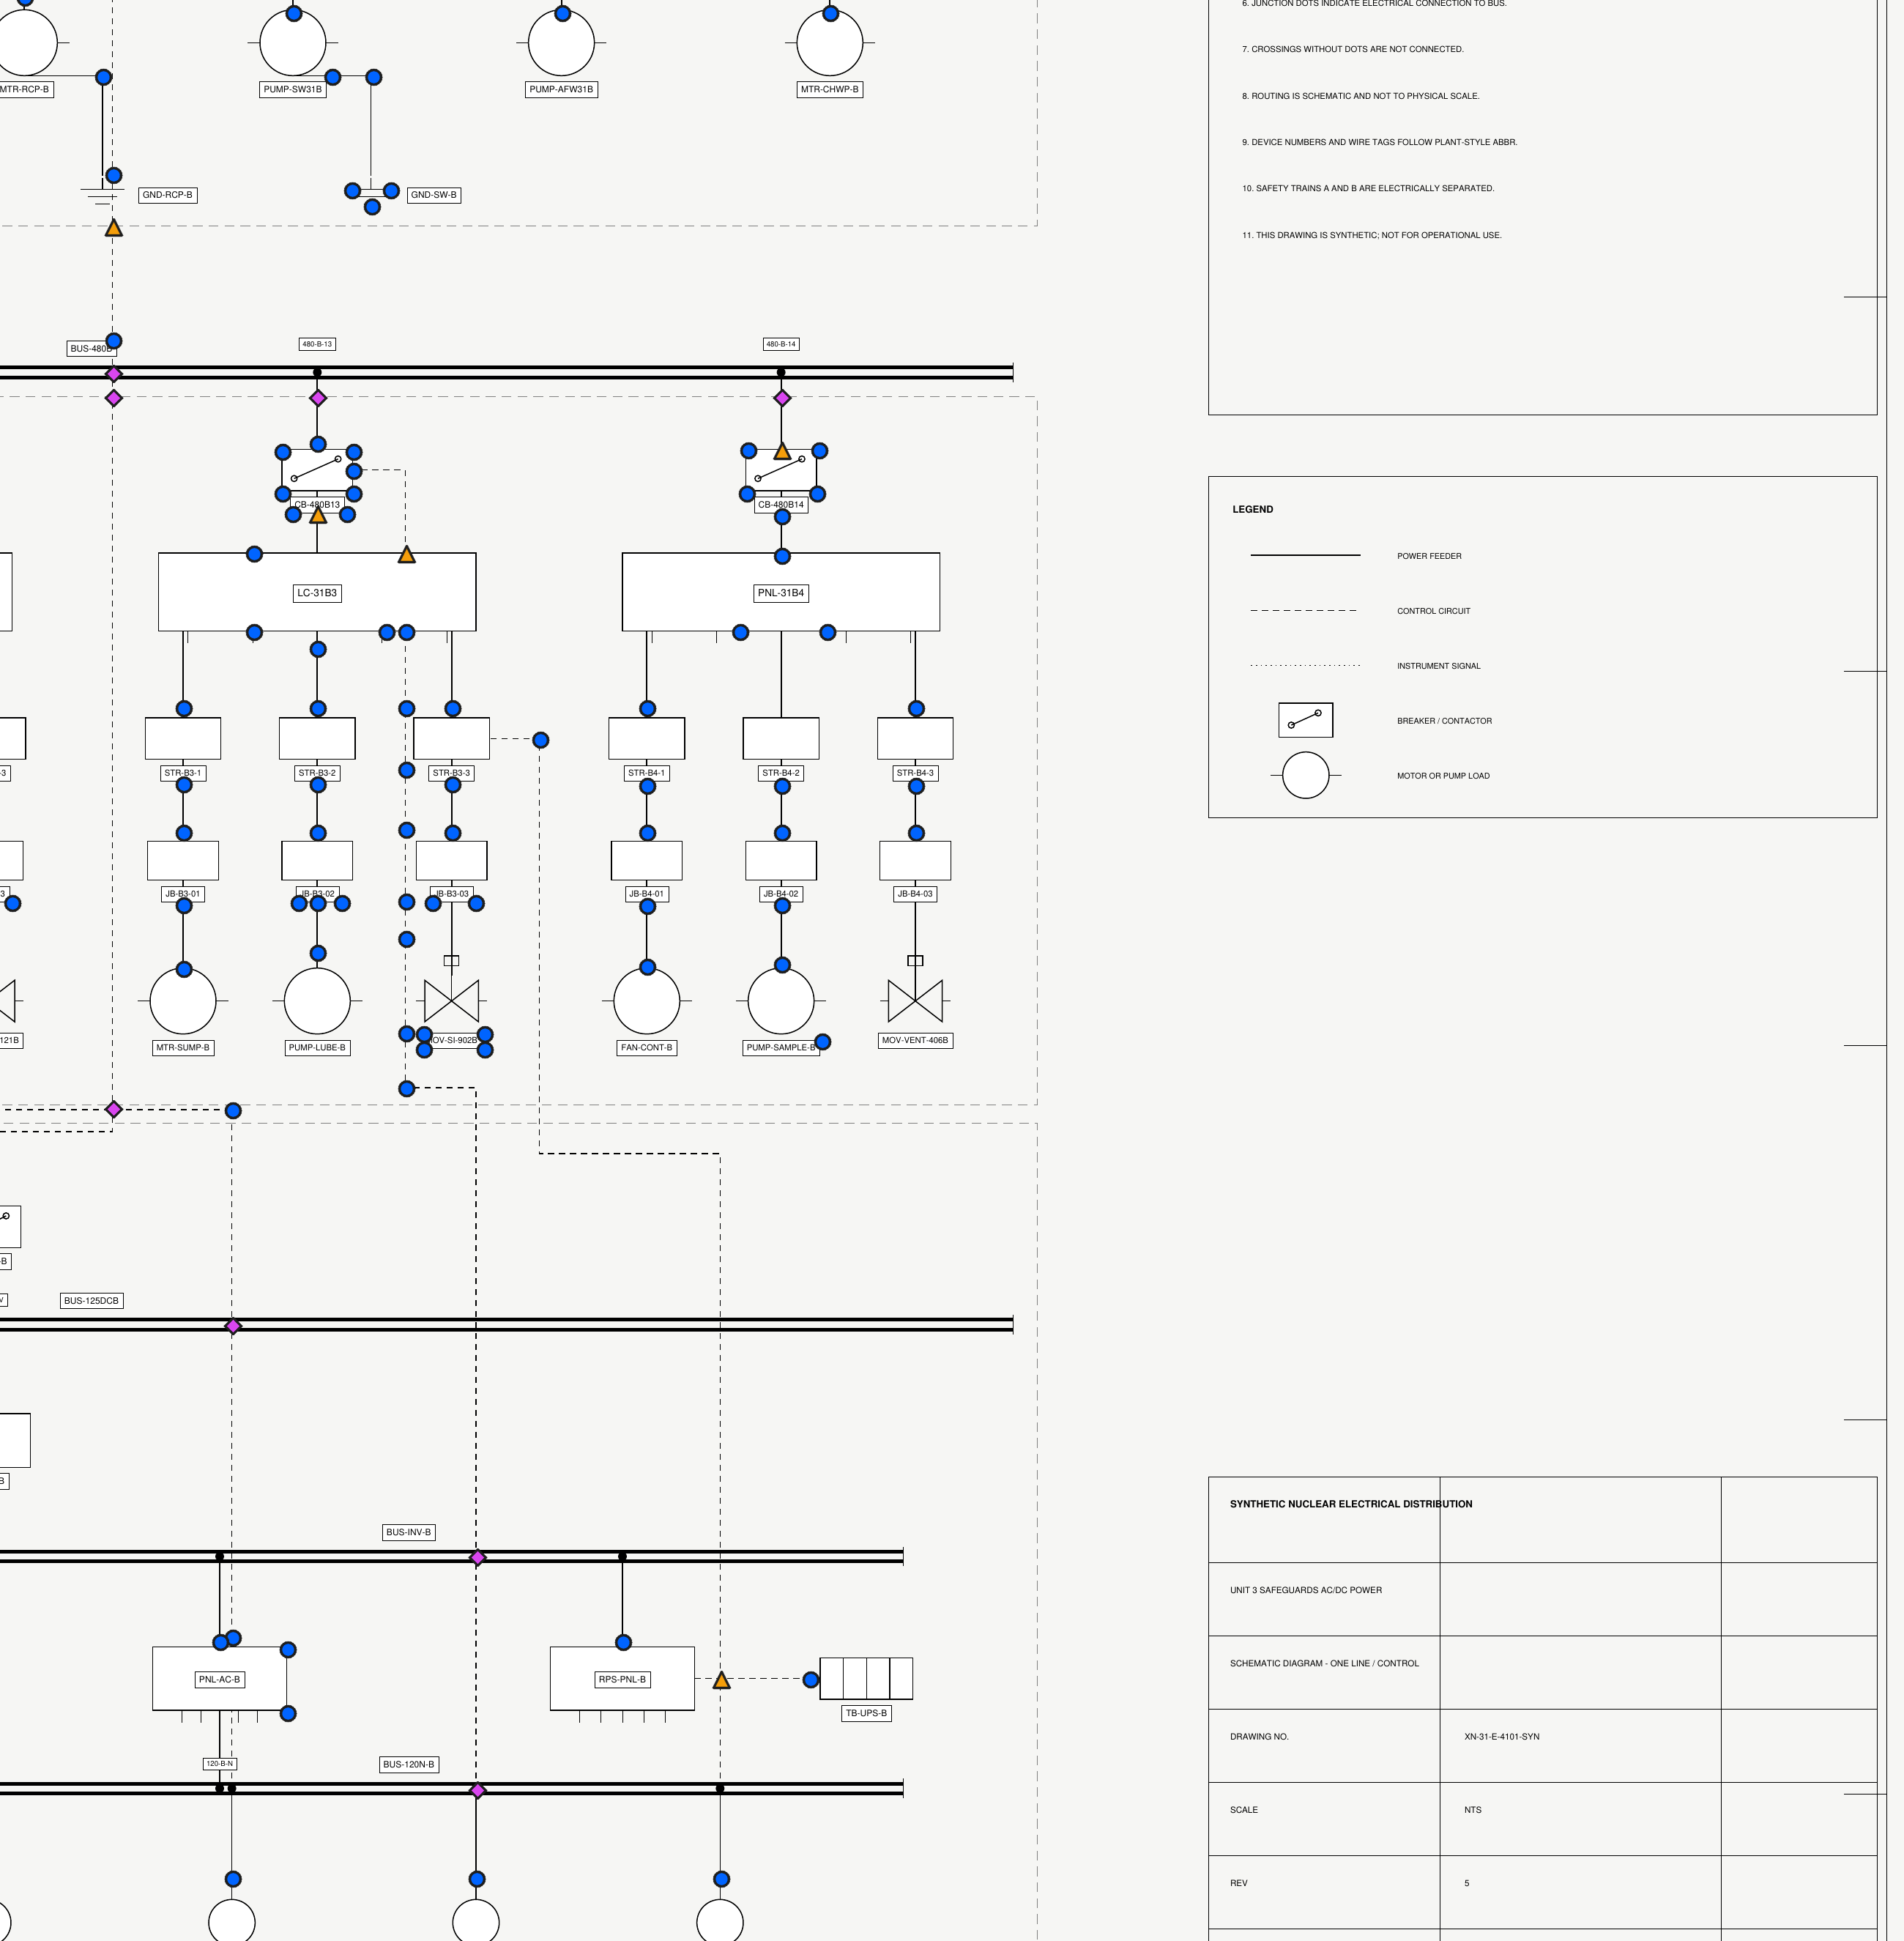 6. JUNCTION DOTS INDICATE ELECTRICAL CONNECTION TO BUS.
7. CROSSINGS WITHOUT DOTS ARE NOT CONNECTED.
MTR-RCP-B
PUMP-SW31B
PUMP-AFW31B
MTR-CHWP-B
8. ROUTING IS SCHEMATIC AND NOT TO PHYSICAL SCALE.
9. DEVICE NUMBERS AND WIRE TAGS FOLLOW PLANT-STYLE ABBR.
10. SAFETY TRAINS A AND B ARE ELECTRICALLY SEPARATED.
GND-RCP-B
GND-SW-B
11. THIS DRAWING IS SYNTHETIC; NOT FOR OPERATIONAL USE.
BUS-480B
480-B-13
480-B-14
CB-480B13
CB-480B14
LEGEND
POWER FEEDER
LC-31B3
PNL-31B4
CONTROL CIRCUIT
INSTRUMENT SIGNAL
BREAKER / CONTACTOR
-3
STR-B3-1
STR-B3-2
STR-B3-3
STR-B4-1
STR-B4-2
STR-B4-3
MOTOR OR PUMP LOAD
3
JB-B3-01
JB-B3-02
JB-B3-03
JB-B4-01
JB-B4-02
JB-B4-03
121B
MTR-SUMP-B
PUMP-LUBE-B
OV-SI-902B
FAN-CONT-B
PUMP-SAMPLE-B
MOV-VENT-406B
-B
BUS-125DCB
B
SYNTHETIC NUCLEAR ELECTRICAL DISTRIBUTION
BUS-INV-B
UNIT 3 SAFEGUARDS AC/DC POWER
SCHEMATIC DIAGRAM - ONE LINE / CONTROL
PNL-AC-B
RPS-PNL-B
TB-UPS-B
DRAWING NO.
XN-31-E-4101-SYN
120-B-N
BUS-120N-B
SCALE
NTS
REV
5